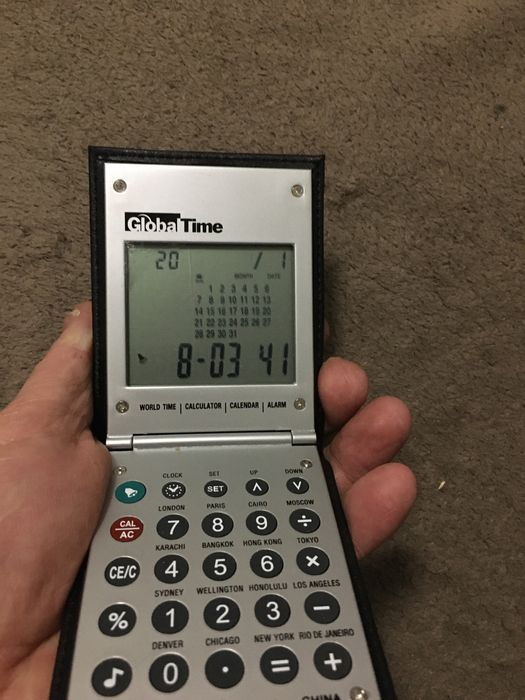 GlobalTime
20 / 1
MONTH DATE
1 2 3 4 5 6
7 8 9 10 11 12 13
14 15 16 17 18 19 20
21 22 23 24 25 26 27
28 29 30 31
8-03 41
WORLD TIME | CALCULATOR | CALENDAR | ALARM
CLOCK SET UP DOWN
SET ∧ ∨
LONDON PARIS CAIRO MOSCOW
CAL/AC 7 8 9 ÷
KARACHI BANGKOK HONG KONG TOKYO
CE/C 4 5 6 ×
SYDNEY WELLINGTON HONOLULU LOS ANGELES
% 1 2 3 −
DENVER CHICAGO NEW YORK RIO DE JANEIRO
♪ 0 . = +
CHINA